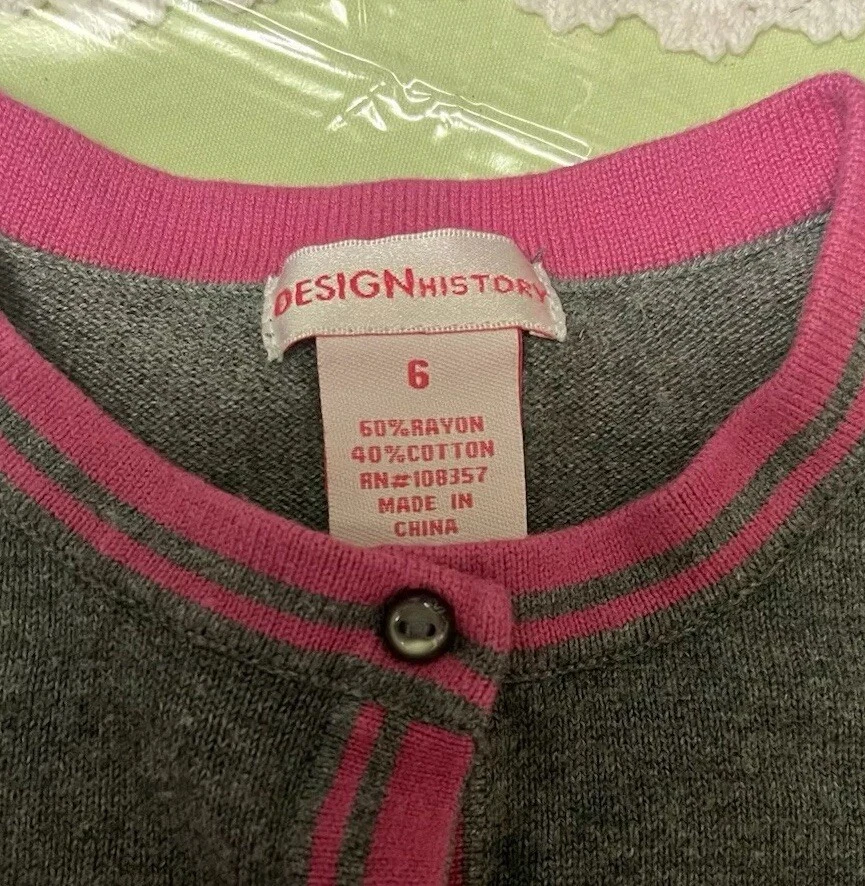 DESIGNHISTORY
6
60%RAYON
40%COTTON
RN#108357
MADE IN
CHINA